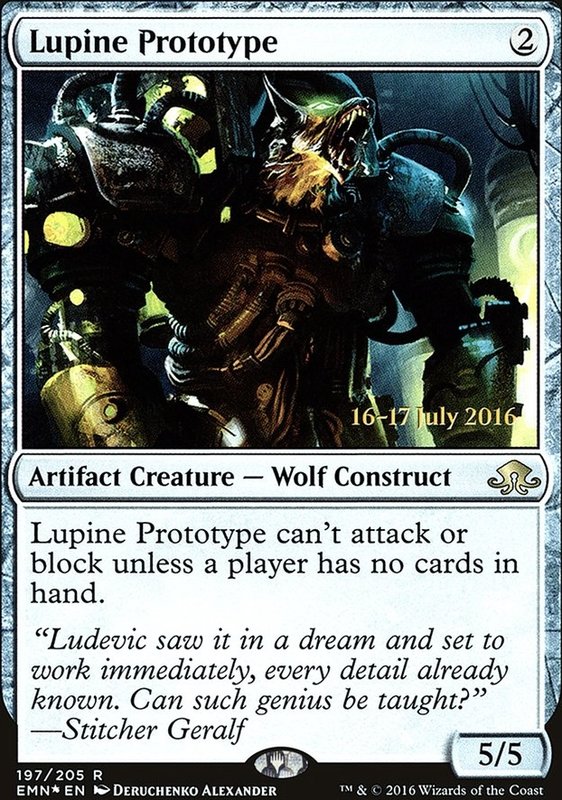 Lupine Prototype 2
16-17 July 2016
Artifact Creature — Wolf Construct
Lupine Prototype can't attack or
block unless a player has no cards in
hand.
"Ludevic saw it in a dream and set to
work immediately, every detail already
known. Can such genius be taught?"
—Stitcher Geralf
5/5
197/205 R
EMN★EN Deruchenko Alexander
™ & © 2016 Wizards of the Coast